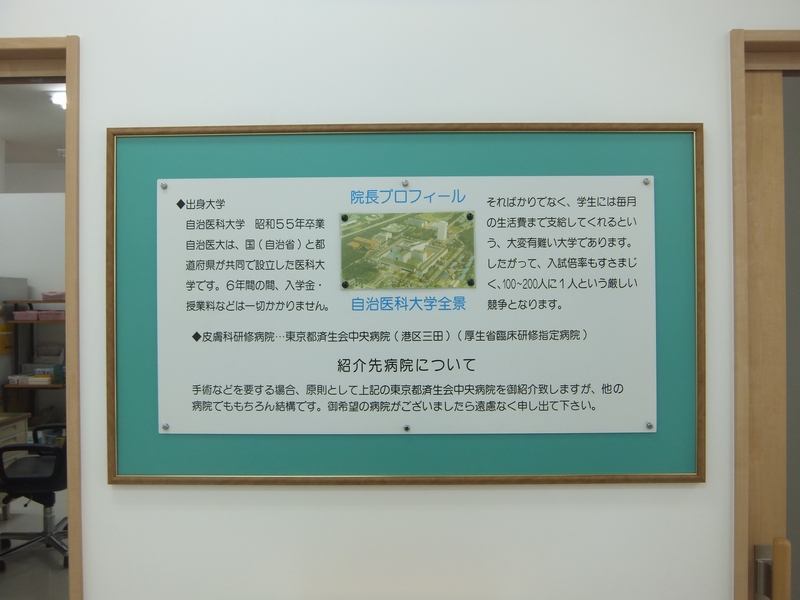 院長プロフィール
◆出身大学
自治医科大学 昭和55年卒業
自治医大は、国(自治省)と都
道府県が共同で設立した医科大
学です。6年間の間、入学金・
授業料などは一切かかりません。
自治医科大学全景
そればかりでなく、学生には毎月
の生活費まで支給してくれるとい
う、大変有難い大学であります。
したがって、入試倍率もすさまじ
く、100~200人に1人という厳しい
競争となります。
◆皮膚科研修病院…東京都済生会中央病院(港区三田)(厚生省臨床研修指定病院)
紹介先病院について
手術などを要する場合、原則として上記の東京都済生会中央病院を御紹介致しますが、他の
病院でももちろん結構です。御希望の病院がございましたら遠慮なく申し出て下さい。